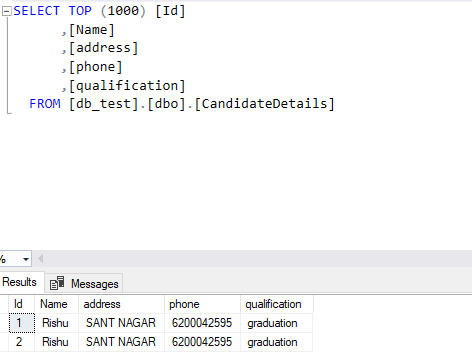 SELECT TOP (1000) [Id]
,[Name]
,[address]
,[phone]
,[qualification]
FROM [db_test].[dbo].[CandidateDetails]
%
Results Messages
Id Name address phone qualification
1 Rishu SANT NAGAR 6200042595 graduation
2 Rishu SANT NAGAR 6200042595 graduation